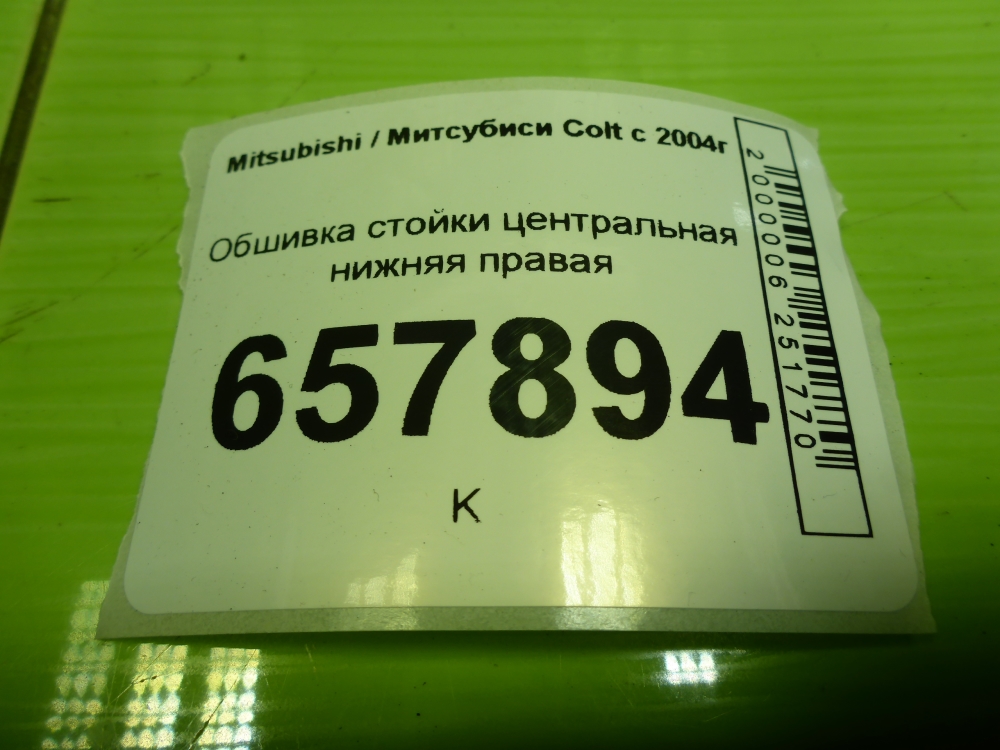 Mitsubishi / Митсубиси Colt с 2004г
Обшивка стойки центральная
нижняя правая
657894
К
2000006251770